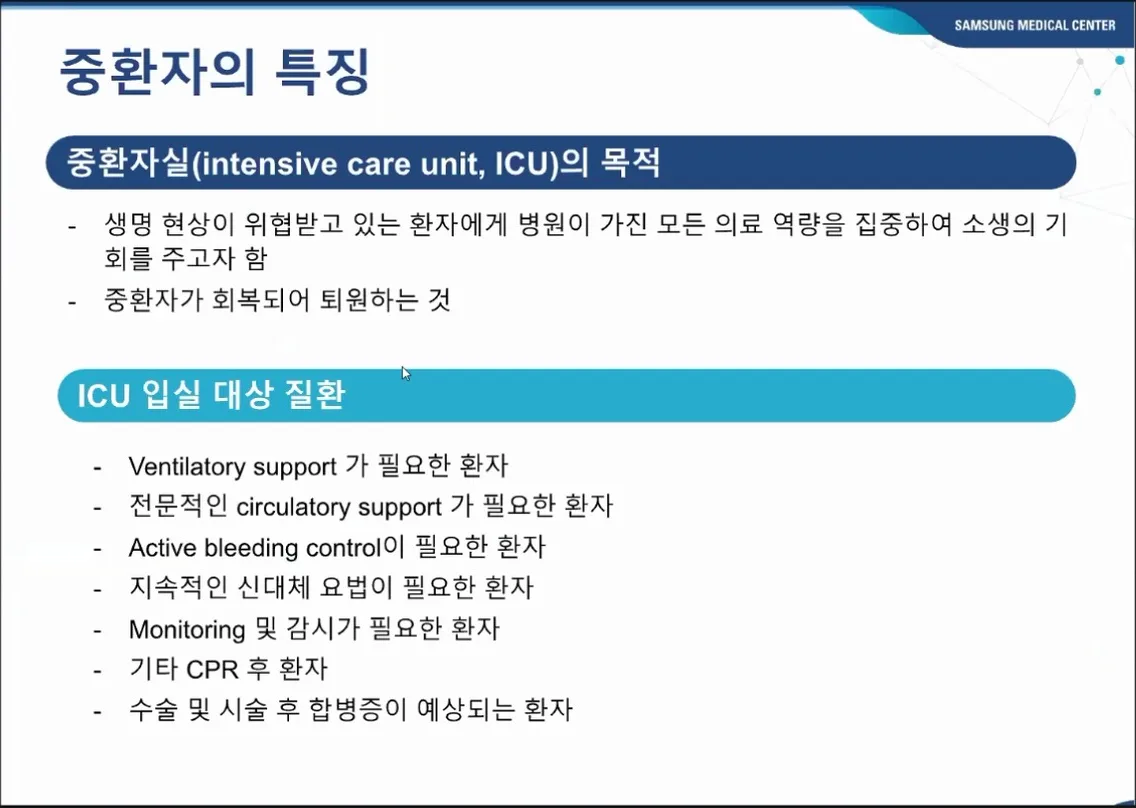 SAMSUNG MEDICAL CENTER
중환자의 특징
중환자실(intensive care unit, ICU)의 목적
- 생명 현상이 위협받고 있는 환자에게 병원이 가진 모든 의료 역량을 집중하여 소생의 기
회를 주고자 함
- 중환자가 회복되어 퇴원하는 것
ICU 입실 대상 질환
- Ventilatory support 가 필요한 환자
- 전문적인 circulatory support 가 필요한 환자
- Active bleeding control이 필요한 환자
- 지속적인 신대체 요법이 필요한 환자
- Monitoring 및 감시가 필요한 환자
- 기타 CPR 후 환자
- 수술 및 시술 후 합병증이 예상되는 환자